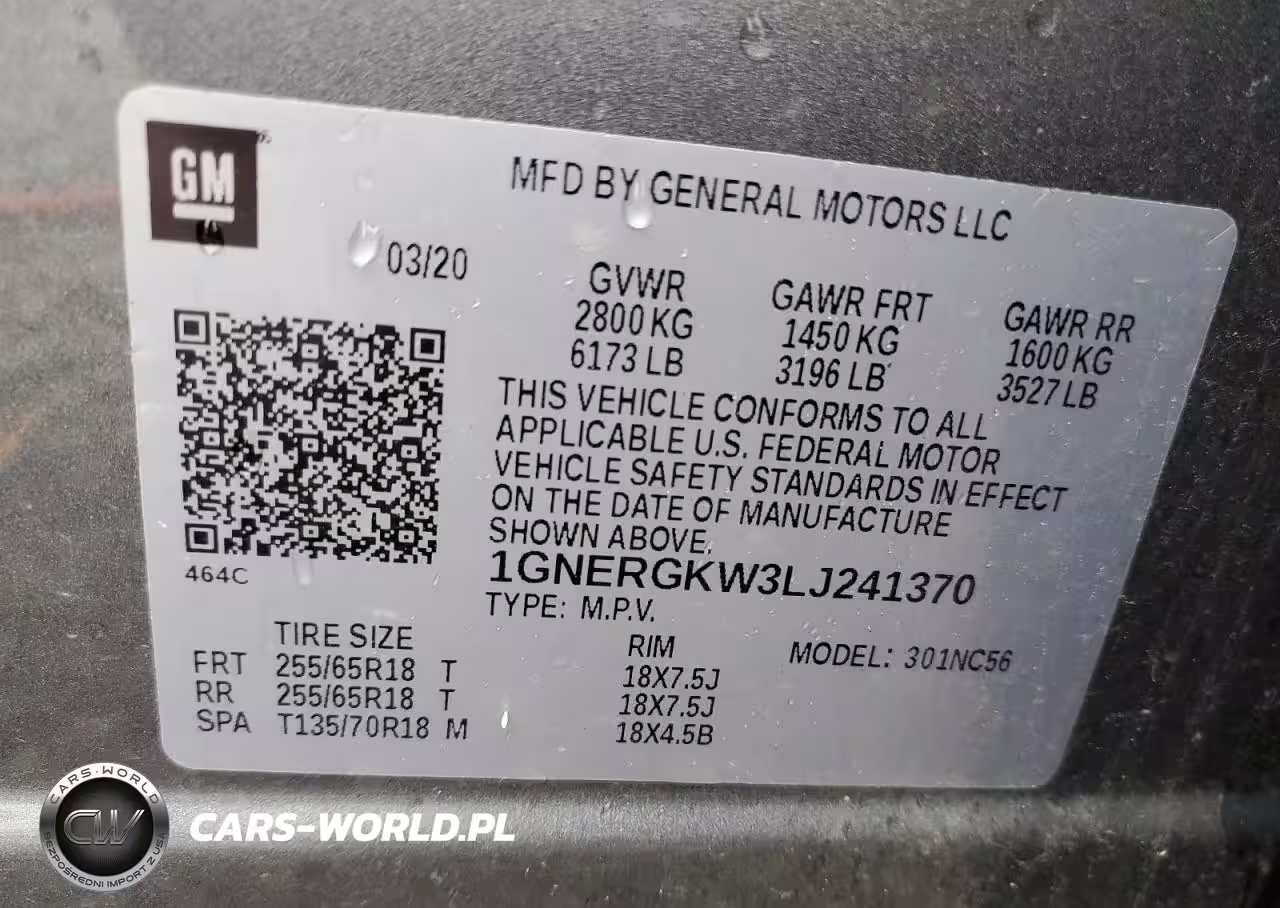 GM
MFD BY GENERAL MOTORS LLC
03/20
GVWR GAWR FRT GAWR RR
2800 KG 1450 KG 1600 KG
6173 LB 3196 LB 3527 LB
THIS VEHICLE CONFORMS TO ALL
APPLICABLE U.S. FEDERAL MOTOR
VEHICLE SAFETY STANDARDS IN EFFECT
ON THE DATE OF MANUFACTURE
SHOWN ABOVE.
464C
1GNERGKW3LJ241370
TYPE: M.P.V.
TIRE SIZE RIM MODEL: 301NC56
FRT 255/65R18 T 18X7.5J
RR 255/65R18 T 18X7.5J
SPA T135/70R18 M 18X4.5B
CARS-WORLD
CW
BEZPOŚREDNI IMPORT Z USA
CARS-WORLD.PL